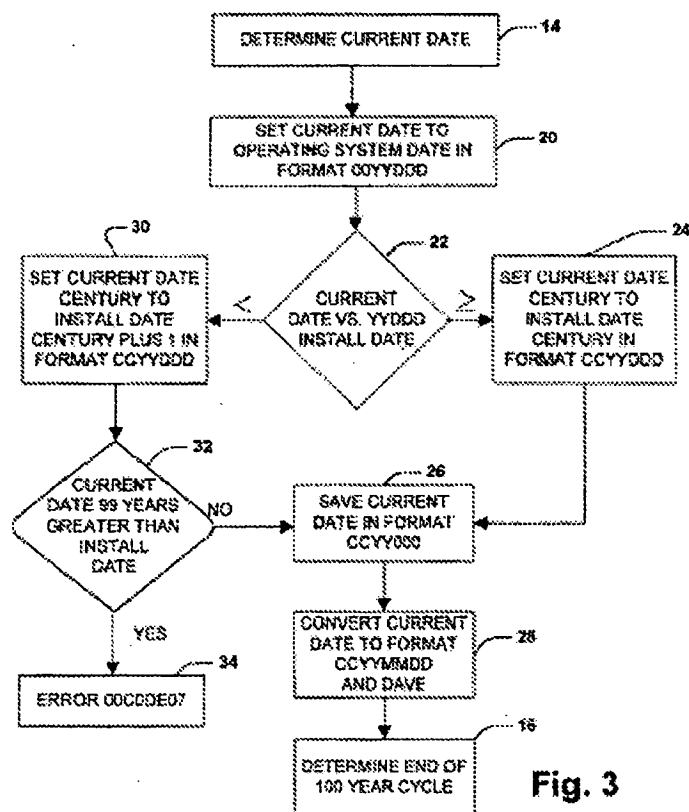 DETERMINE CURRENT DATE
14
SET CURRENT DATE TO
OPERATING SYSTEM DATE IN
FORMAT 00YYDDD
20
30
SET CURRENT DATE
CENTURY TO
INSTALL DATE
CENTURY PLUS 1 IN
FORMAT CCYYDDD
<
22
CURRENT
DATE VS. YYDDD
INSTALL DATE
≥
24
SET CURRENT DATE
CENTURY TO
INSTALL DATE
CENTURY IN
FORMAT CCYYDDD
32
CURRENT
DATE 99 YEARS
GREATER THAN
INSTALL
DATE
NO
26
SAVE CURRENT
DATE IN FORMAT
YES
34
ERROR 00C0DE07
CONVERT CURRENT
DATE TO FORMAT
CCYYMMDD
AND DAVE
28
16
DETERMINE END OF
100 YEAR CYCLE
Fig. 3